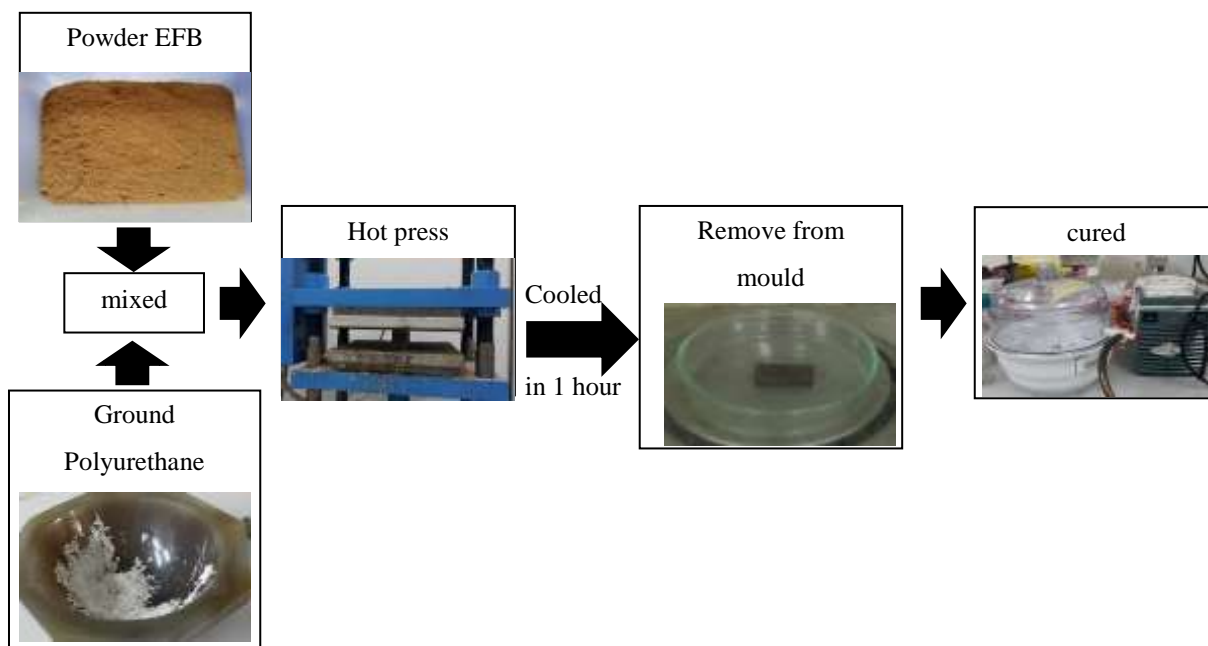 Powder EFB
mixed
Ground
Polyurethane
Hot press
Cooled
in 1 hour
Remove from
mould
cured